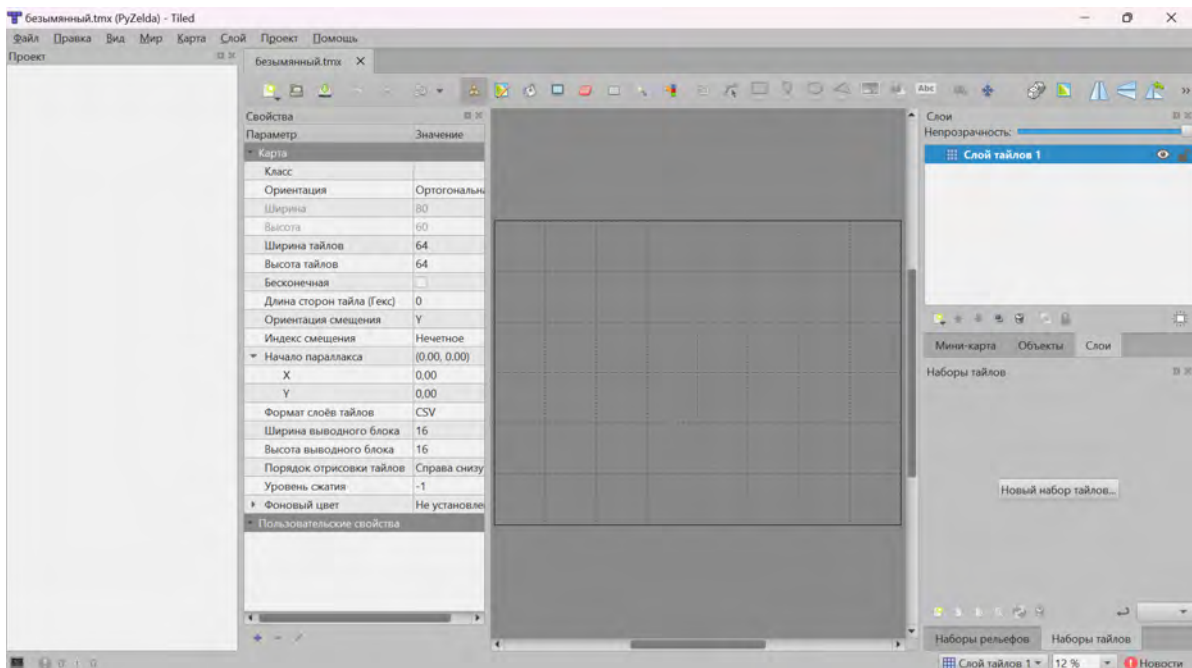 безымянный.tmx (PyZelda) - Tiled
Файл Правка Вид Мир Карта Слой Проект Помощь
Проект
безымянный.tmx
Abc
Свойства
Параметр Значение
Карта
Класс
Ориентация Ортогональн
Ширина 80
Высота 60
Ширина тайлов 64
Высота тайлов 64
Бесконечная
Длина сторон тайла (Гекс) 0
Ориентация смещения Y
Индекс смещения Нечетное
Начало параллакса (0.00, 0.00)
X 0,00
Y 0,00
Формат слоёв тайлов CSV
Ширина выводного блока 16
Высота выводного блока 16
Порядок отрисовки тайлов Справа снизу
Уровень сжатия -1
Фоновый цвет Не установле
Пользовательские свойства
Слои
Непрозрачность:
Слой тайлов 1
Мини-карта Объекты Слои
Наборы тайлов
Новый набор тайлов...
Наборы рельефов Наборы тайлов
0 0
Слой тайлов 1 12 % Новости